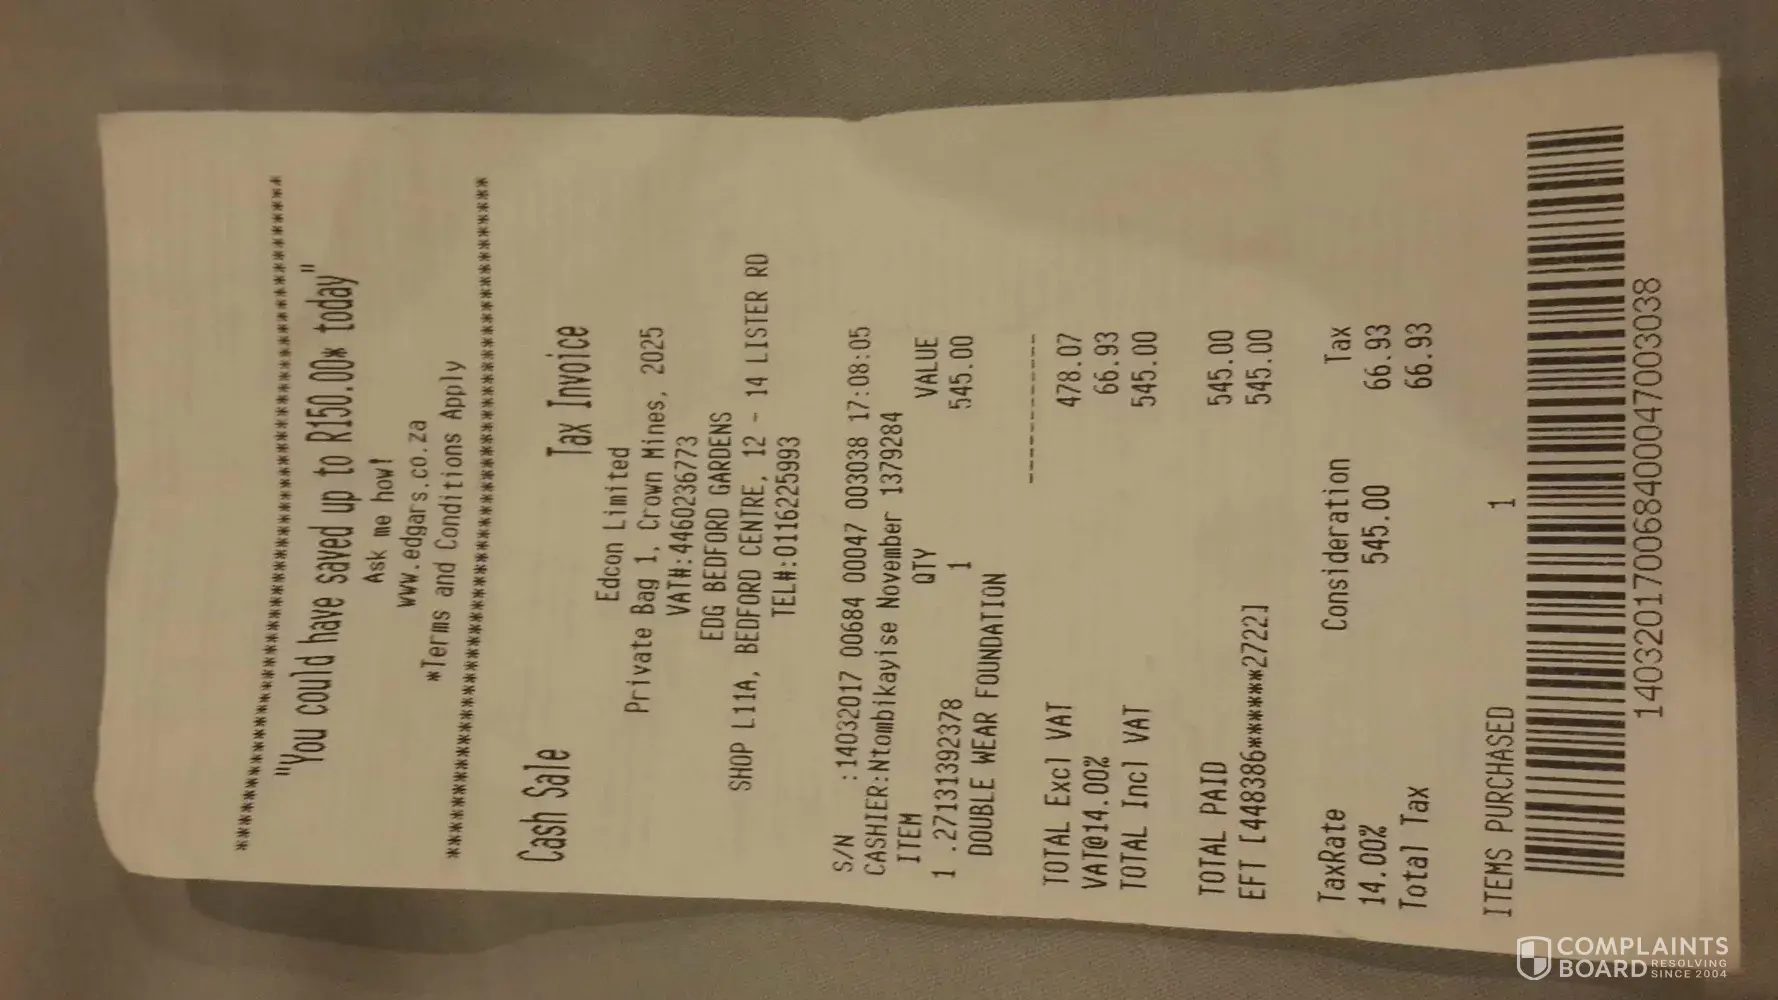 ****************************************************
"You could have saved up to R150.00* today"
Ask me how!
www.edgars.co.za
*Terms and Conditions Apply
****************************************************
Cash Sale Tax Invoice
Edcon Limited
Private Bag 1, Crown Mines, 2025
VAT#:4460236773
EDG BEDFORD GARDENS
SHOP L11A, BEDFORD CENTRE, 12 - 14 LISTER RD
TEL#:0116225993
S/N :14032017 00684 00047 003038 17:08:05
CASHIER:Ntombikayise November 1379284
ITEM QTY VALUE
1 .27131392378 1 545.00
DOUBLE WEAR FOUNDATION
--------------
TOTAL Excl VAT 478.07
VAT@14.00% 66.93
TOTAL Incl VAT 545.00
TOTAL PAID 545.00
EFT [448386******2722] 545.00
TaxRate Consideration Tax
14.00% 545.00 66.93
Total Tax 66.93
ITEMS PURCHASED 1
140320170068400047003038
COMPLAINTS
BOARD RESOLVING
SINCE 2004